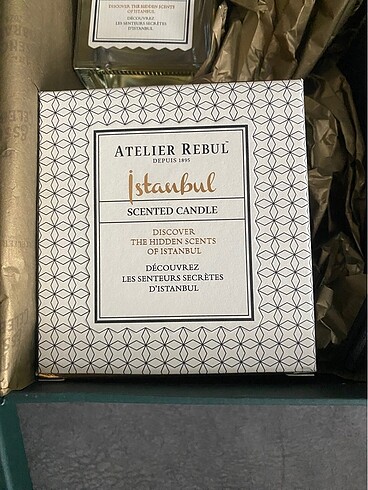 DISCOVER THE HIDDEN SCENTS
OF ISTANBUL
DÉCOUVREZ
LES SENTEURS SECRÈTES
D'ISTANBUL
ATELIER REBUL™
DEPUIS 1895
İstanbul
SCENTED CANDLE
DISCOVER
THE HIDDEN SCENTS
OF ISTANBUL
DÉCOUVREZ
LES SENTEURS SECRÈTES
D'ISTANBUL